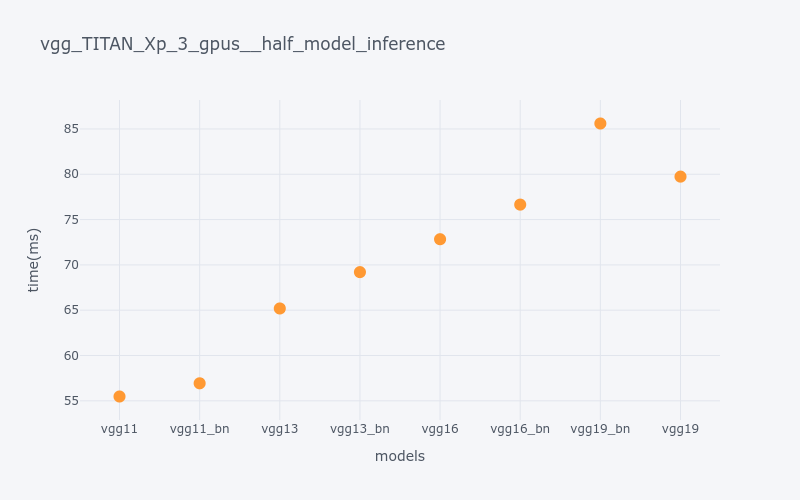 vgg_TITAN_Xp_3_gpus__half_model_inference
time(ms)
85
80
75
70
65
60
55
vgg11 vgg11_bn vgg13 vgg13_bn vgg16 vgg16_bn vgg19_bn vgg19
models